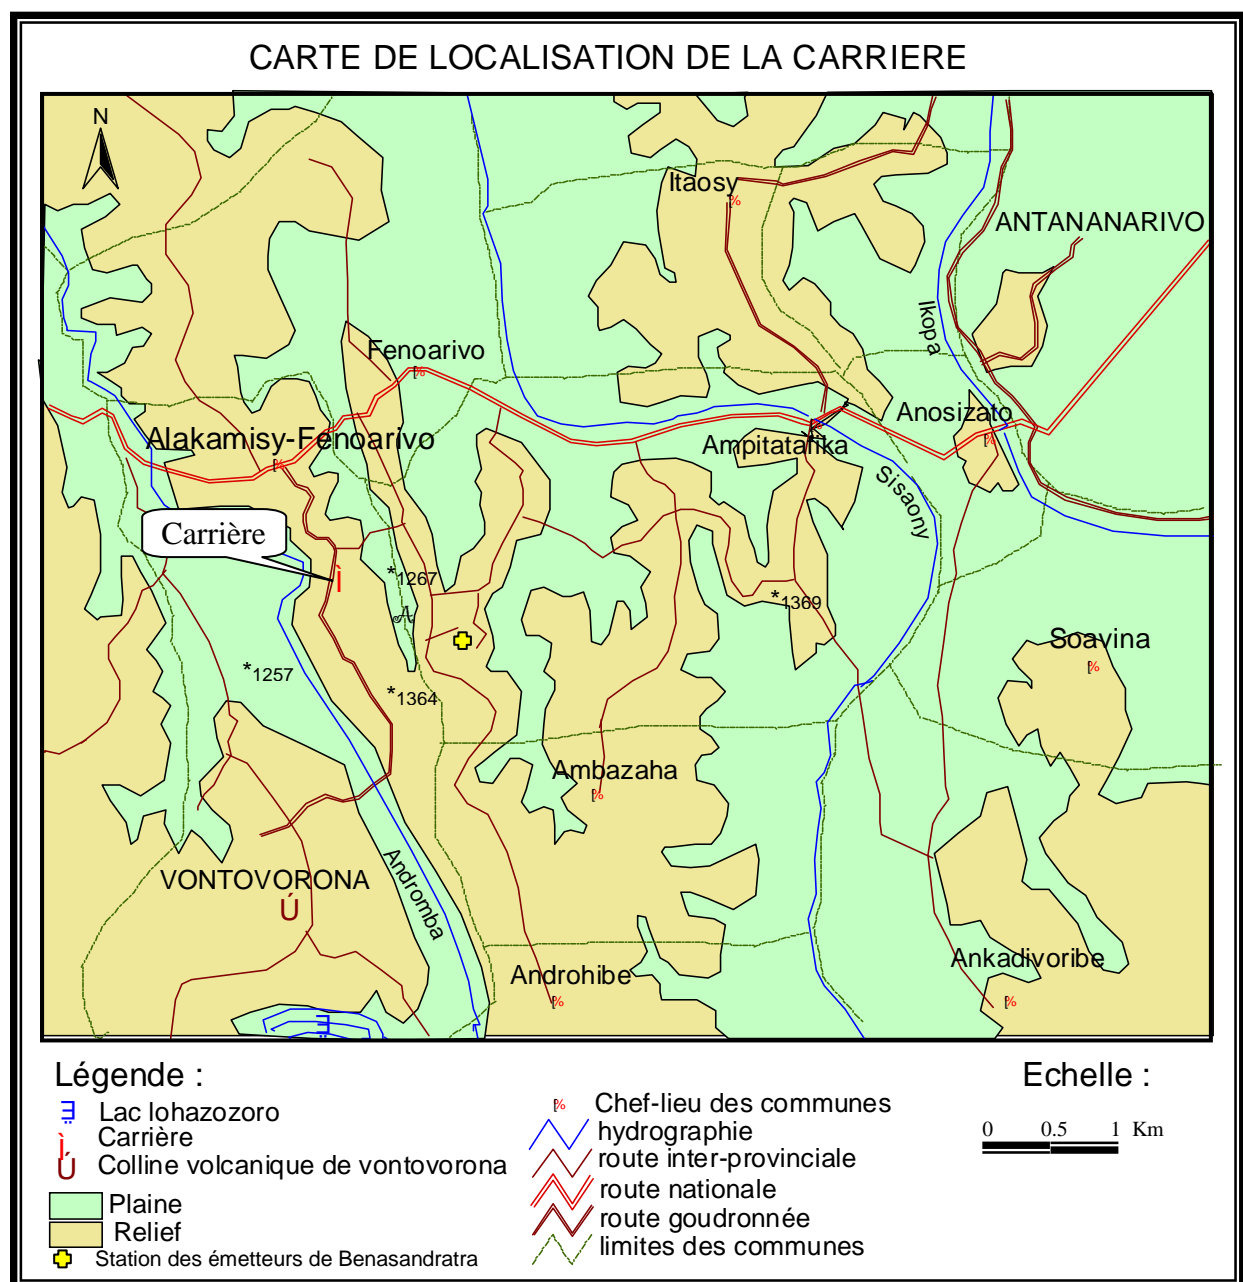 CARTE DE LOCALISATION DE LA CARRIERE
N
Itaosy
ANTANANARIVO
Ikopa
Fenoarivo
Anosizato
Alakamisy-Fenoarivo
Ampitatafika
Sisaony
Carrière
*1267
*1369
Soavina
*1257
*1364
Ambazaha
VONTOVORONA
Andromba
Androhibe
Ankadivoribe
Légende :
Lac lohazozoro
Carrière
Colline volcanique de vontovorona
Plaine
Relief
Station des émetteurs de Benasandratra
Chef-lieu des communes
hydrographie
route inter-provinciale
route nationale
route goudronnée
limites des communes
Echelle :
0 0.5 1 Km